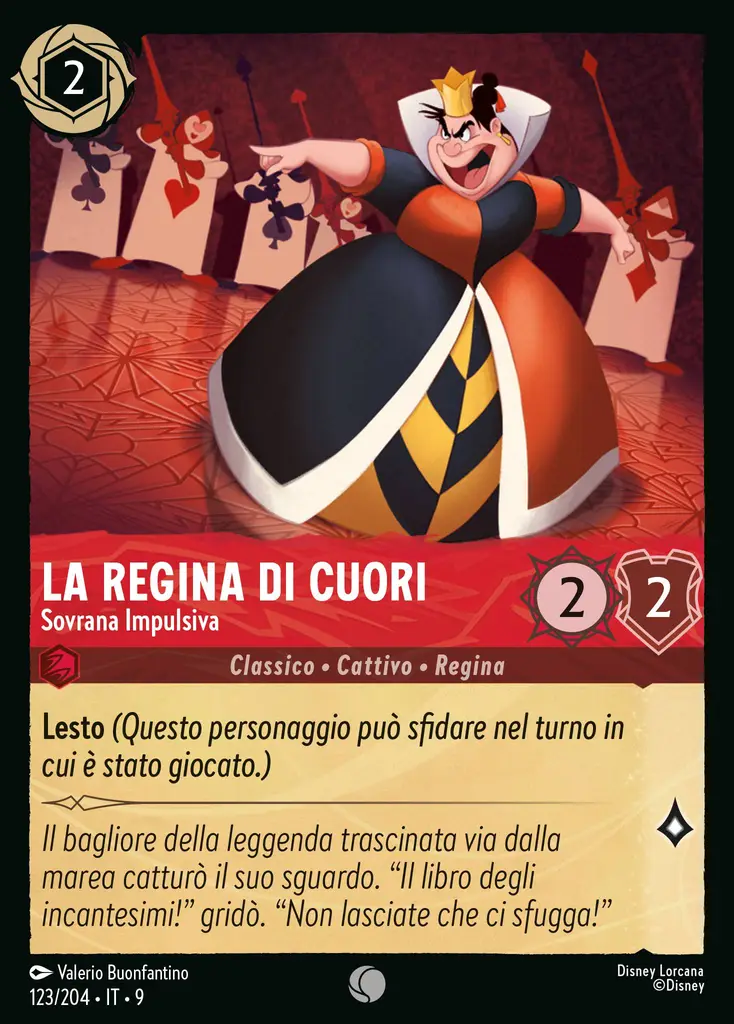 2
LA REGINA DI CUORI
Sovrana Impulsiva
2
2
Classico • Cattivo • Regina
Lesto (Questo personaggio può sfidare nel turno in
cui è stato giocato.)
Il bagliore della leggenda trascinata via dalla
marea catturò il suo sguardo. “Il libro degli
incantesimi!” gridò. “Non lasciate che ci sfugga!”
Valerio Buonfantino
123/204 • IT • 9
Disney Lorcana
©Disney